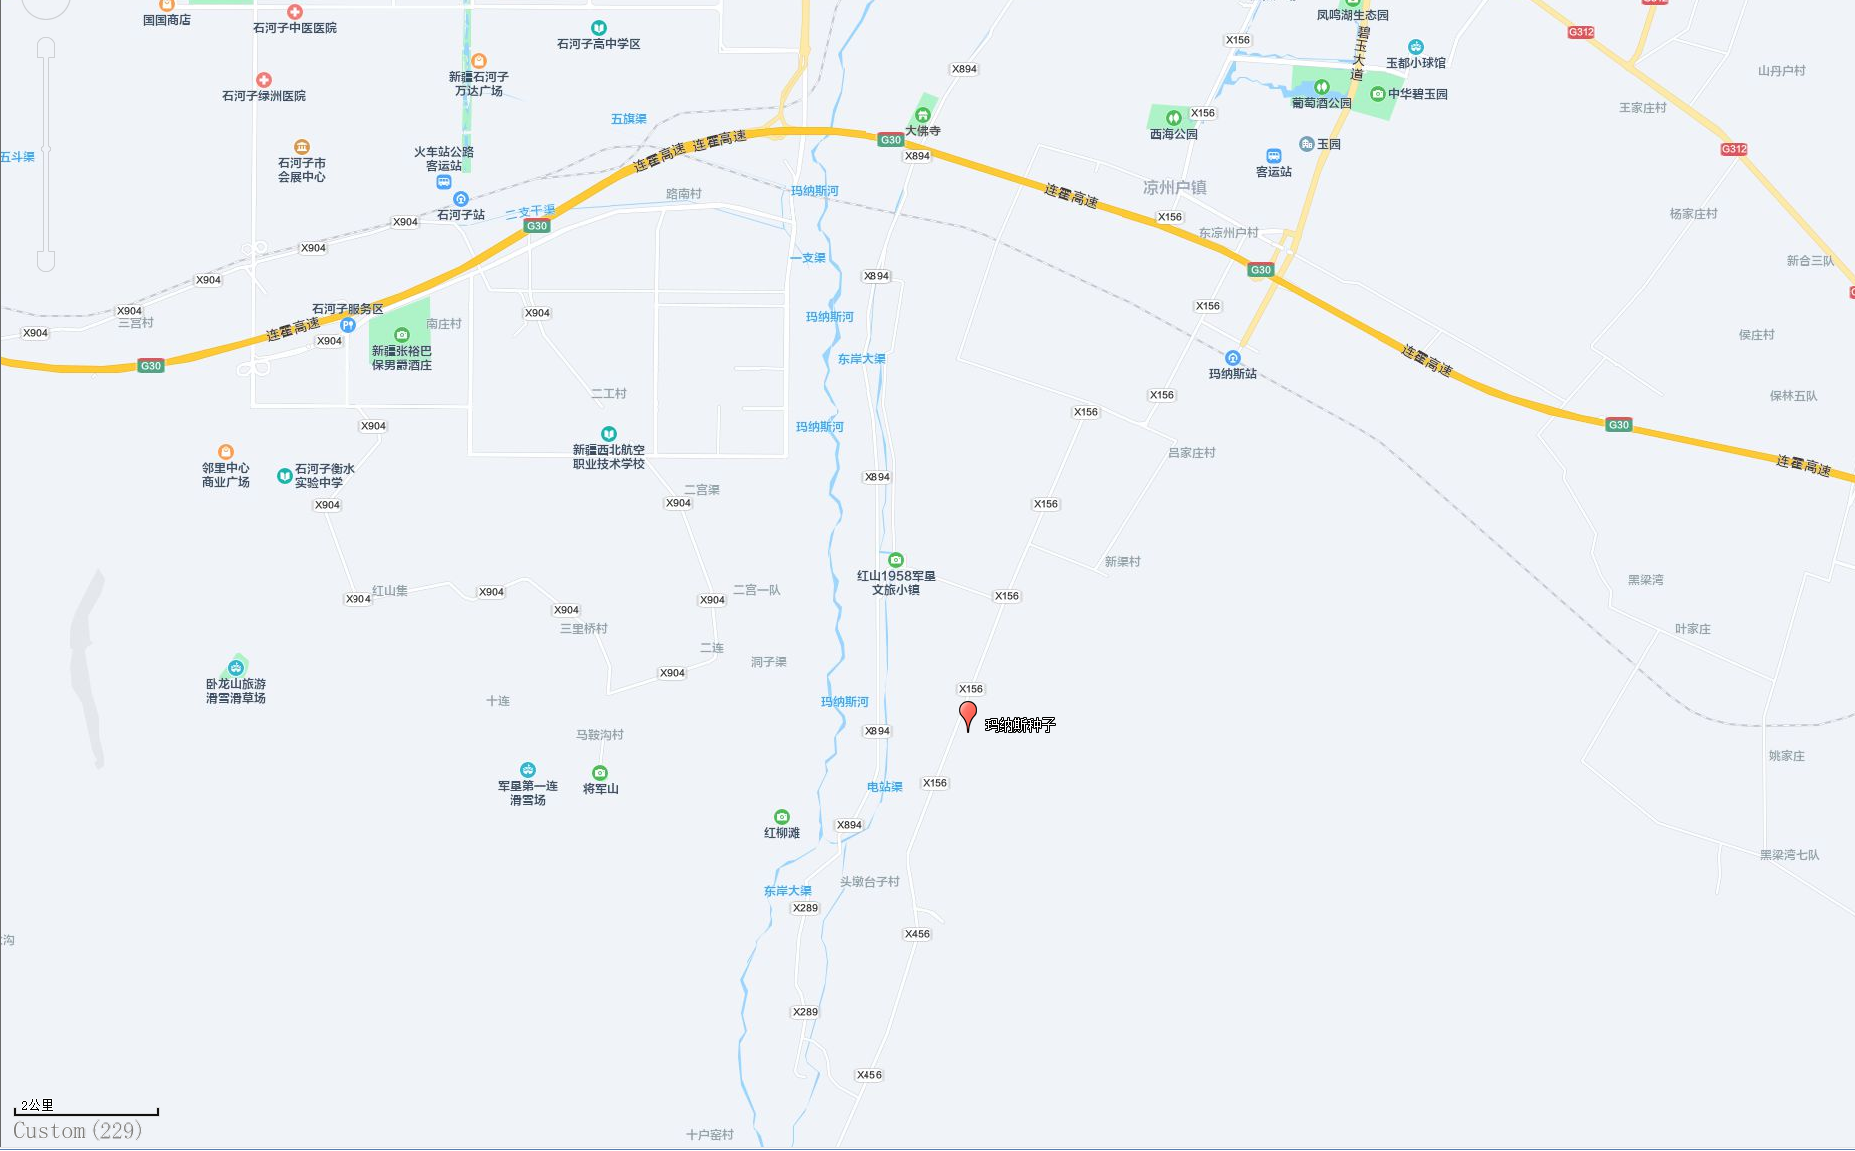 国国商店
石河子中医医院
石河子高中学区
新疆石河子
万达广场
石河子绿洲医院
五旗渠
五斗渠
火车站公路
客运站
石河子市
会展中心
石河子站
二支干渠
路南村
连霍高速
连霍高速
G30
X894
大佛寺
G30
X894
玛纳斯河
凤鸣湖生态园
碧玉大道
X156
玉都小球馆
G312
山丹户村
葡萄酒公园
中华碧玉园
王家庄村
X156
西海公园
玉园
客运站
G312
凉州户镇
连霍高速
X156
东凉州户村
杨家庄村
新合三队
G30
X904
X904
X904
X904
三宫村
X904
石河子服务区
连霍高速
X904
南庄村
新疆张裕巴
保男爵酒庄
G30
X904
一支渠
X894
玛纳斯河
东岸大渠
X156
玛纳斯站
连霍高速
侯庄村
保林五队
G30
连霍高速
二工村
X904
玛纳斯河
X156
X156
吕家庄村
邻里中心
商业广场
石河子衡水
实验中学
新疆西北航空
职业技术学校
二宫渠
X904
X904
X894
X156
新渠村
红山1958军垦
文旅小镇
X156
黑梁湾
叶家庄
X904
红山集
X904
X904
三里桥村
X904
二宫一队
二连
洞子渠
X904
卧龙山旅游
滑雪滑草场
十连
玛纳斯河
X156
玛纳斯种子
马鞍沟村
X894
军垦第一连
滑雪场
将军山
电站渠
X156
姚家庄
红柳滩
X894
黑梁湾七队
头墩台子村
东岸大渠
X289
X456
沟
X289
X456
2公里
Custom(229)
十户窑村